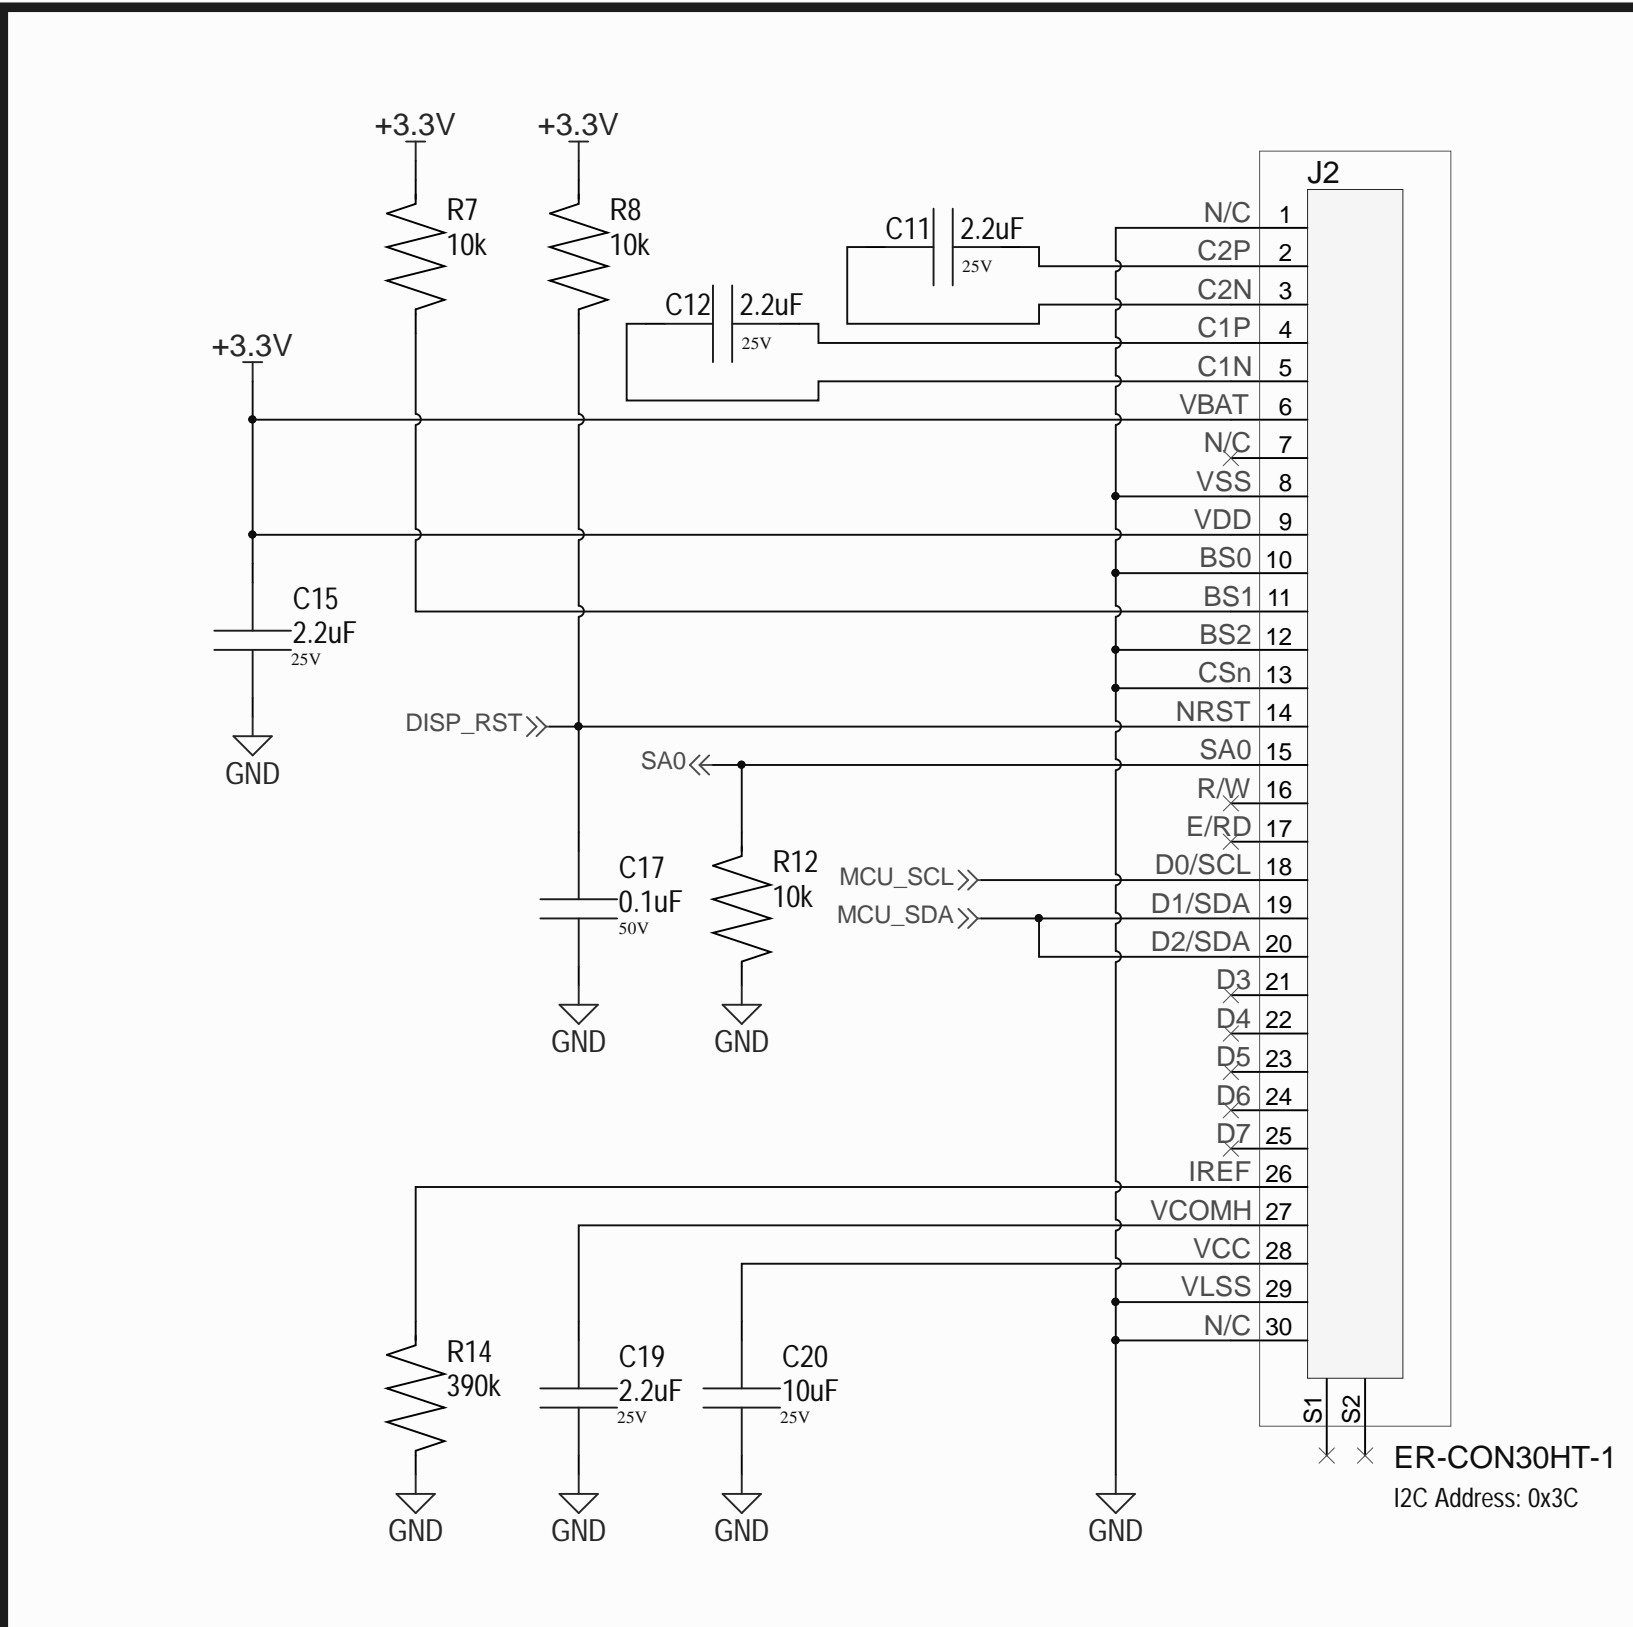 +3.3V
+3.3V
R7
10k
R8
10k
C11
2.2uF
25V
C12
2.2uF
25V
+3.3V
C15
2.2uF
25V
GND
DISP_RST
SA0
C17
0.1uF
50V
R12
10k
MCU_SCL
MCU_SDA
GND
GND
J2
N/C 1
C2P 2
C2N 3
C1P 4
C1N 5
VBAT 6
N/C 7
VSS 8
VDD 9
BS0 10
BS1 11
BS2 12
CSn 13
NRST 14
SA0 15
R/W 16
E/RD 17
D0/SCL 18
D1/SDA 19
D2/SDA 20
D3 21
D4 22
D5 23
D6 24
D7 25
IREF 26
VCOMH 27
VCC 28
VLSS 29
N/C 30
S1
S2
R14
390k
C19
2.2uF
25V
C20
10uF
25V
GND
GND
GND
GND
ER-CON30HT-1
I2C Address: 0x3C